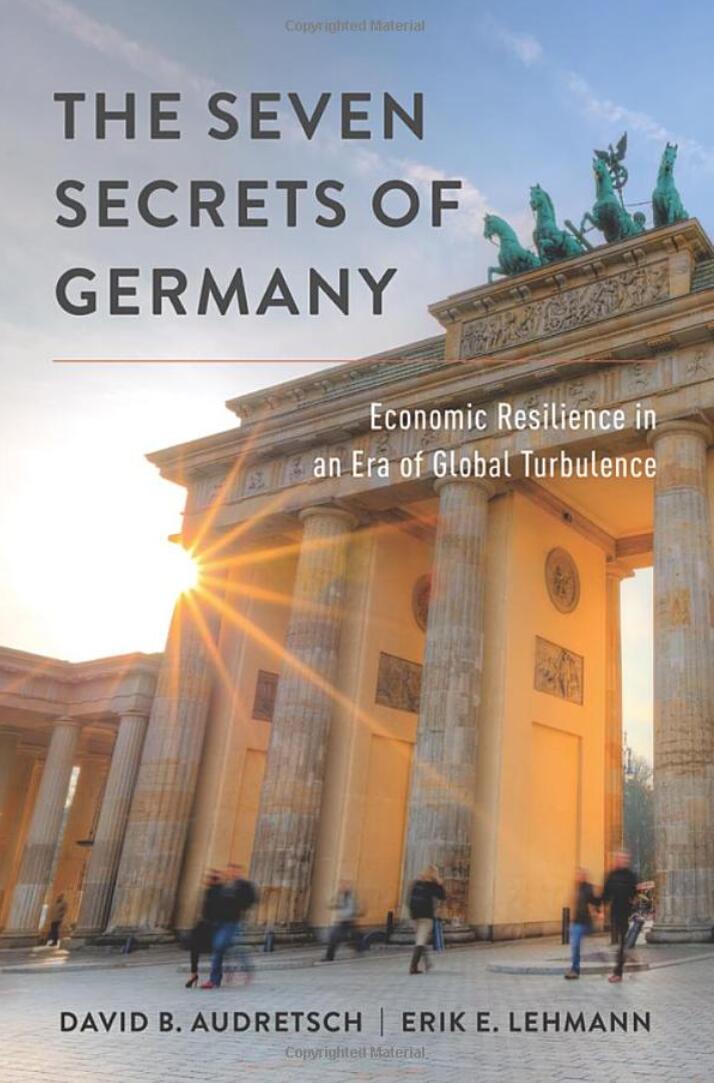 Copyrighted Material
THE SEVEN
SECRETS OF
GERMANY
Economic Resilience in
an Era of Global Turbulence
DAVID B. AUDRETSCH | ERIK E. LEHMANN
Copyrighted Material